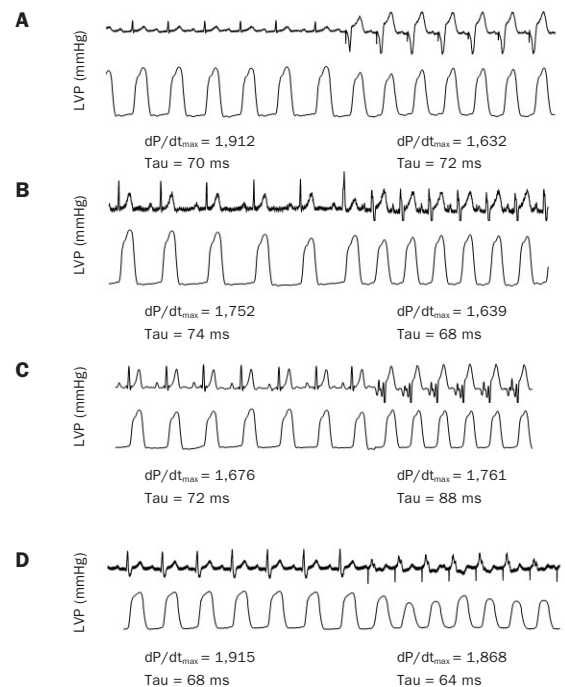 A
LVP (mmHg)
dP/dtmax = 1,912 dP/dtmax = 1,632
Tau = 70 ms Tau = 72 ms
B
LVP (mmHg)
dP/dtmax = 1,752 dP/dtmax = 1,639
Tau = 74 ms Tau = 68 ms
C
LVP (mmHg)
dP/dtmax = 1,676 dP/dtmax = 1,761
Tau = 72 ms Tau = 88 ms
D
LVP (mmHg)
dP/dtmax = 1,915 dP/dtmax = 1,868
Tau = 68 ms Tau = 64 ms